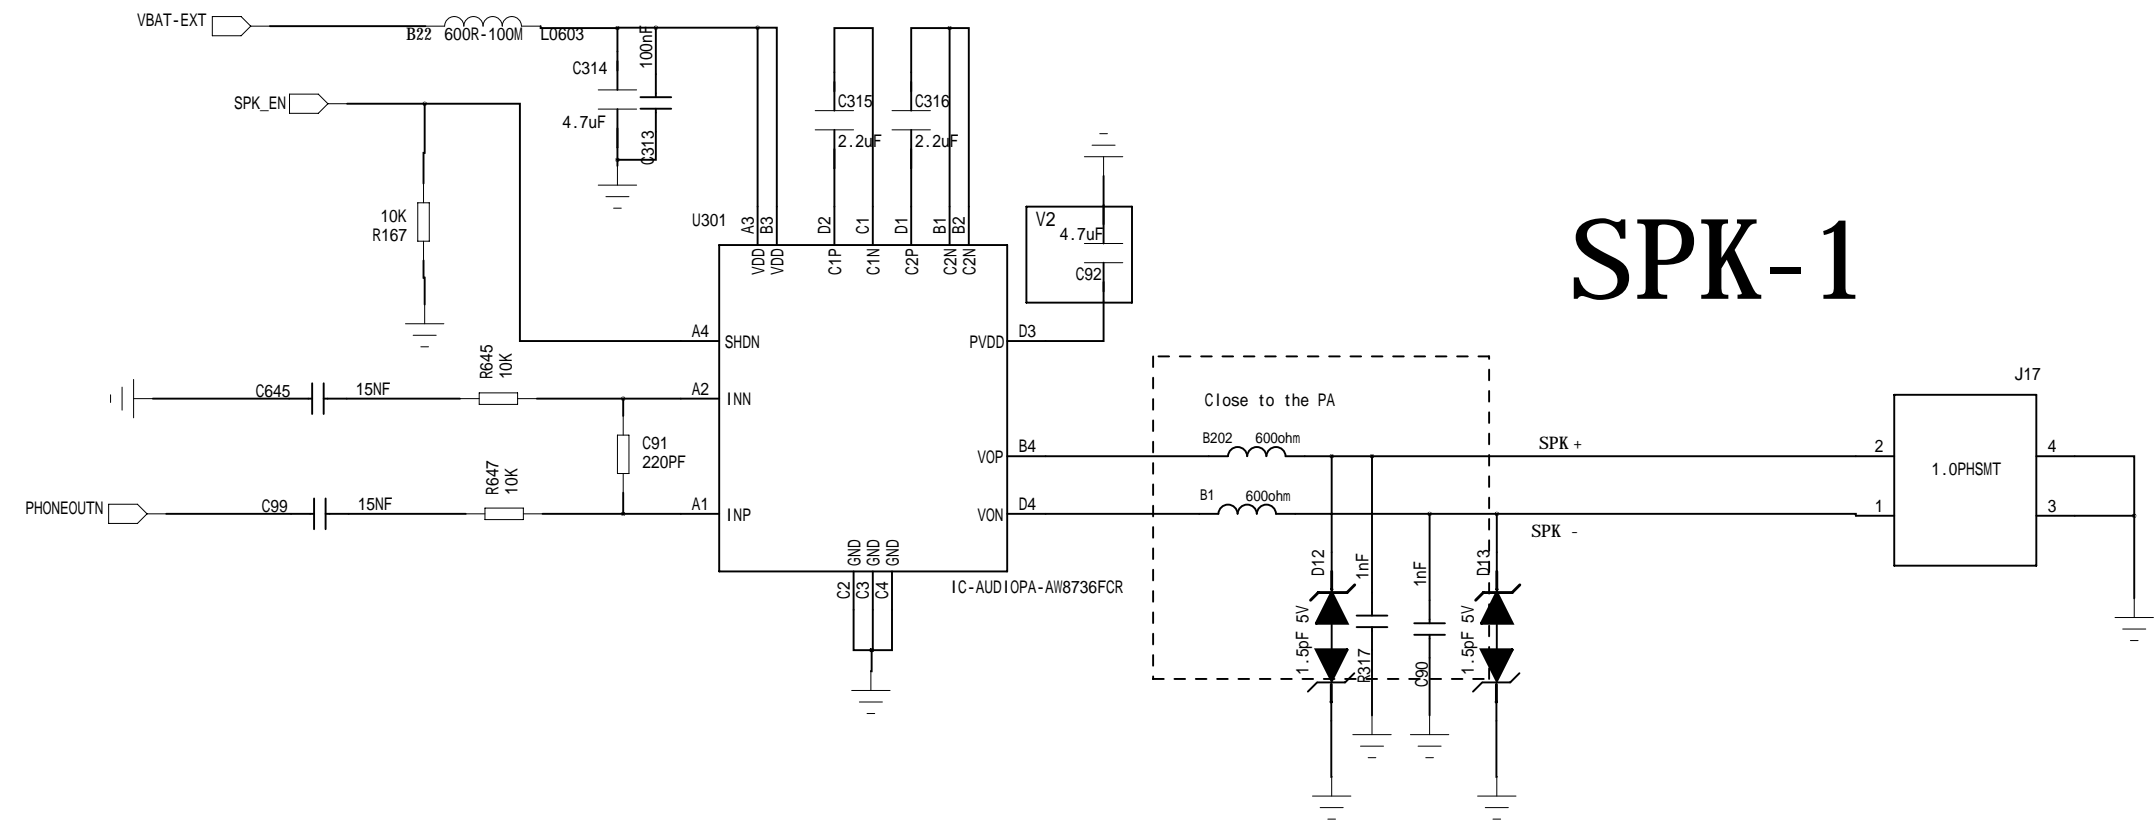 VBAT-EXT
B22 600R-100M L0603
100nF
C314
4.7uF
C313
SPK_EN
10K
R167
C315
2.2uF
C316
2.2uF
V2
4.7uF
C92
SPK-1
U301
A3
B3
D2
C1
D1
B1
B2
VDD
VDD
C1P
C1N
C2P
C2N
C2N
A4
SHDN
PVDD
D3
R645
10K
C645
15NF
A2
INN
C91
220PF
R647
10K
PHONEOUTN
C99
15NF
A1
INP
VOP
B4
VON
D4
GND
GND
GND
C2
C3
C4
IC-AUDIOPA-AW8736FCR
Close to the PA
B202 600ohm
B1 600ohm
SPK+
SPK -
D12
1.5pF 5V
1nF
R317
1nF
C90
D13
1.5pF 5V
J17
2
1
1.0PHSMT
4
3